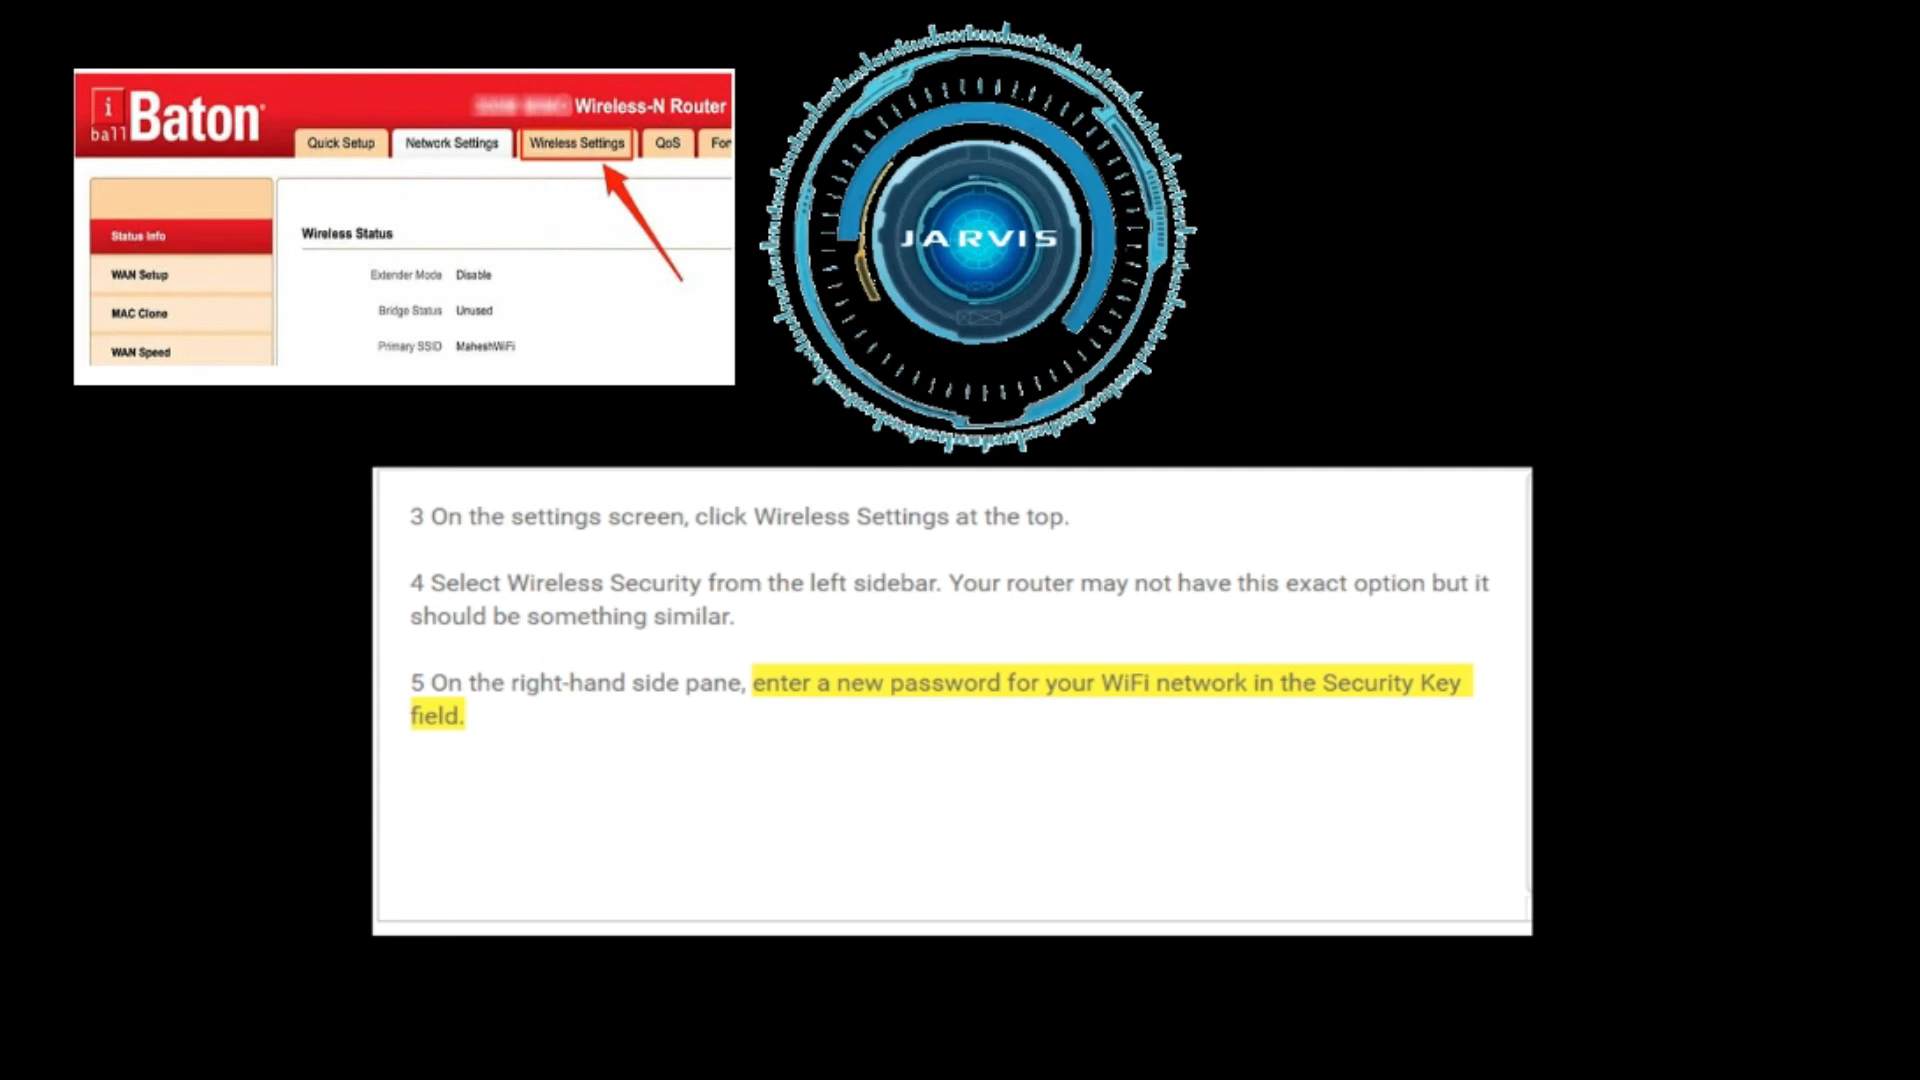 i
ball Baton
Wireless-N Router
Quick Setup
Network Settings
Wireless Settings
QoS
For
Status Info
WAN Setup
MAC Clone
WAN Speed
Wireless Status
Extender Mode Disable
Bridge Status Unused
Primary SSID MaheshWiFi
JARVIS
3 On the settings screen, click Wireless Settings at the top.
4 Select Wireless Security from the left sidebar. Your router may not have this exact option but it
should be something similar.
5 On the right-hand side pane, enter a new password for your WiFi network in the Security Key
field.